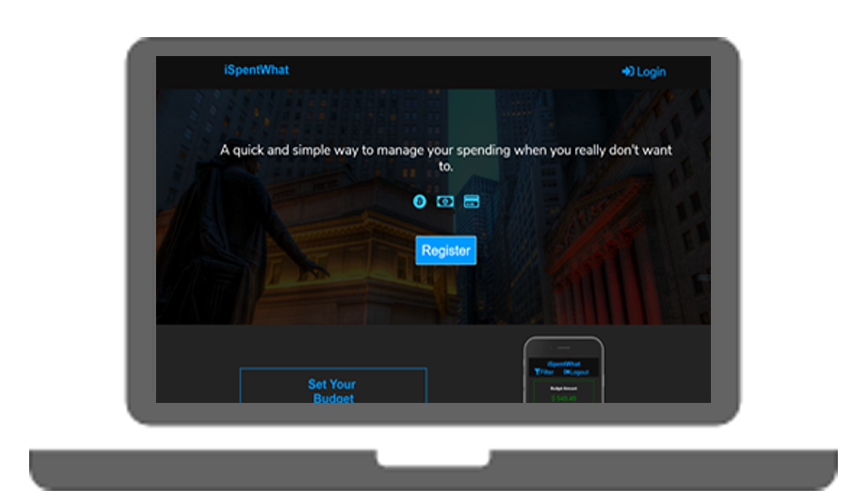 iSpentWhat
Login
A quick and simple way to manage your spending when you really don't want
to.
Register
Set Your
Budget
iSpentWhat
Filter Logout
Budget Amount